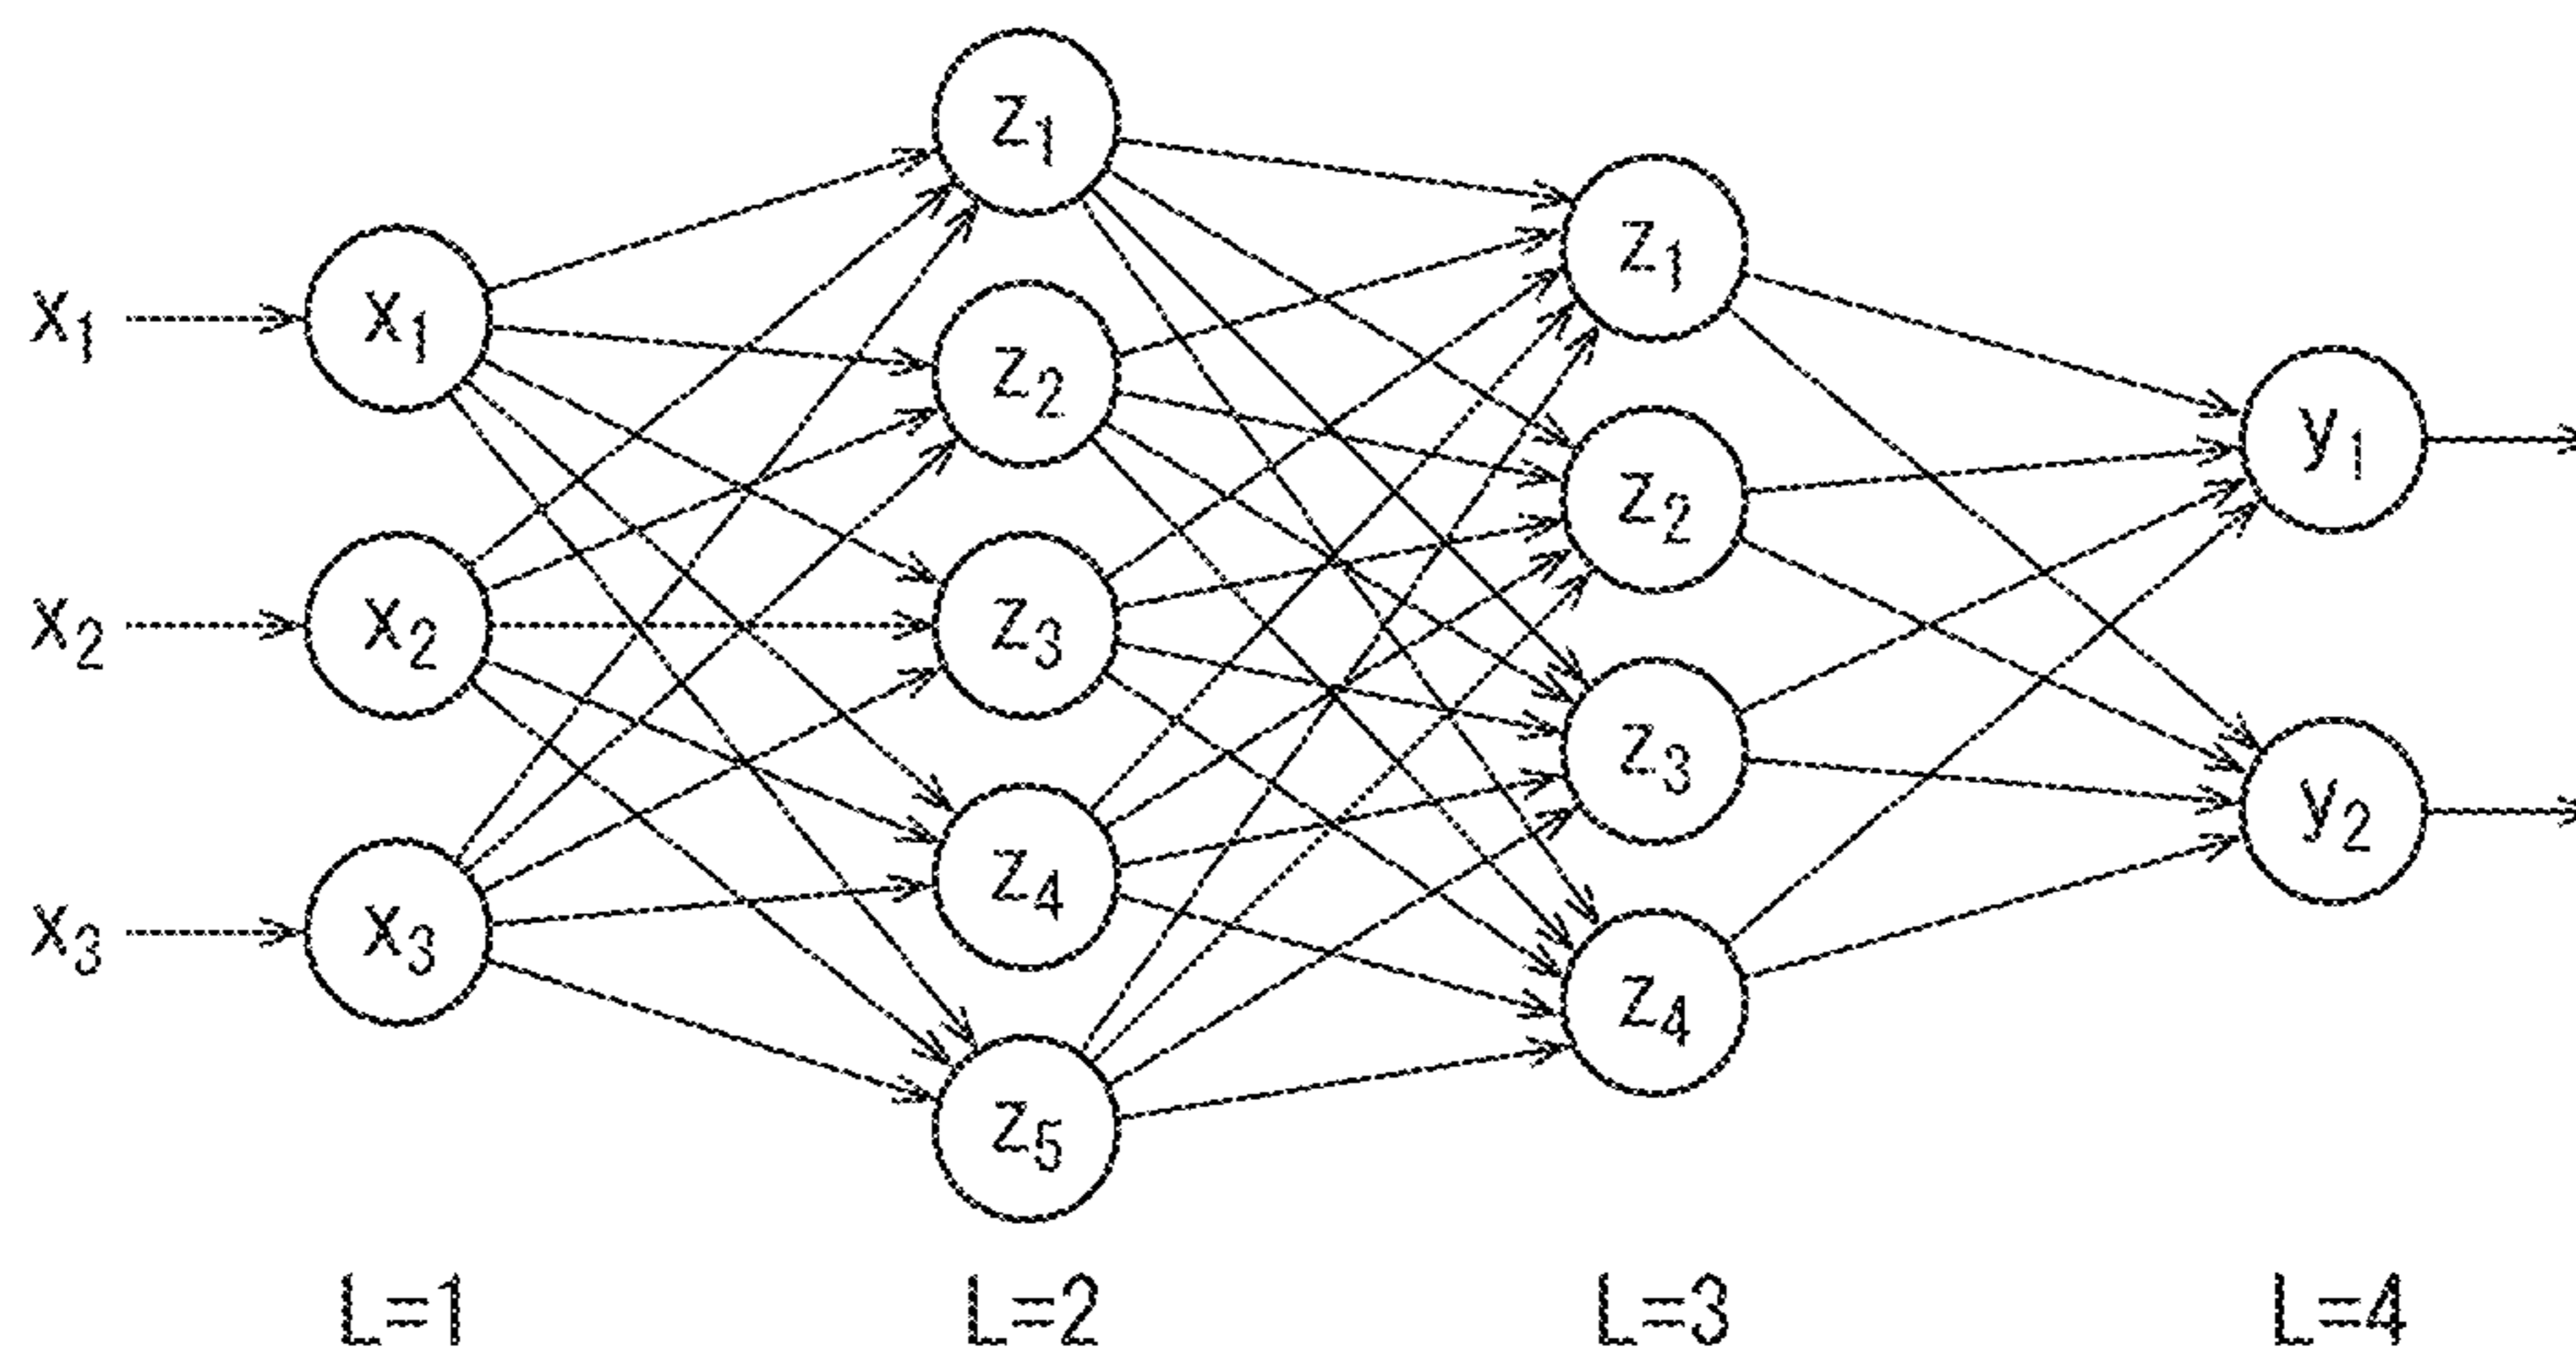 x₁
x₂
x₃
x₁
x₂
x₃
z₁
z₂
z₃
z₄
z₅
z₁
z₂
z₃
z₄
y₁
y₂
L=1 L=2 L=3 L=4